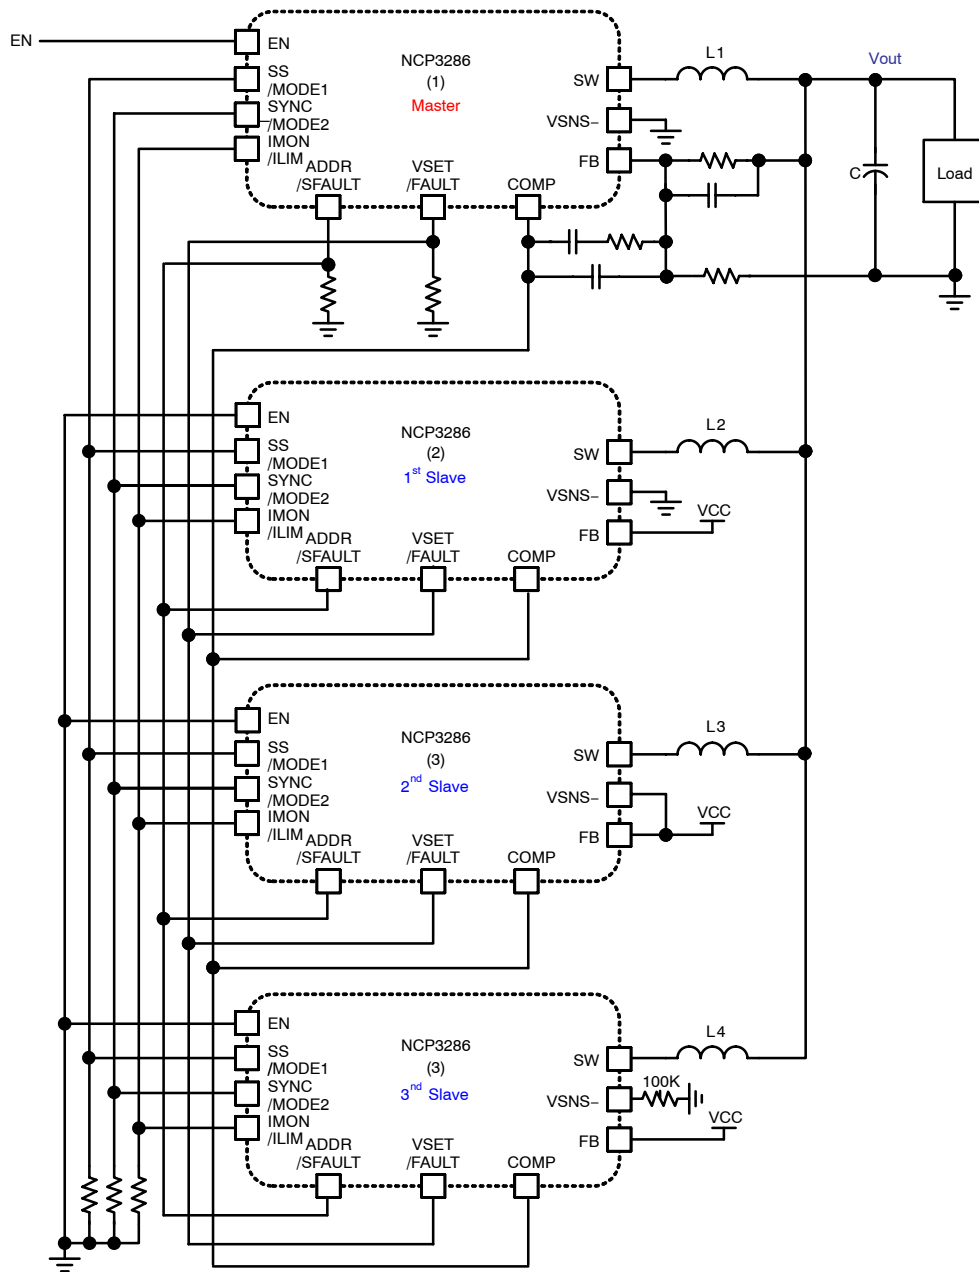 EN
EN
SS
/MODE1
SYNC
/MODE2
IMON
/ILIM
ADDR
/SFAULT
VSET
/FAULT
COMP
NCP3286
(1)
Master
SW
VSNS−
FB
L1
Vout
C
Load
EN
SS
/MODE1
SYNC
/MODE2
IMON
/ILIM
ADDR
/SFAULT
VSET
/FAULT
COMP
NCP3286
(2)
1st Slave
SW
VSNS−
FB
L2
VCC
EN
SS
/MODE1
SYNC
/MODE2
IMON
/ILIM
ADDR
/SFAULT
VSET
/FAULT
COMP
NCP3286
(3)
2nd Slave
SW
VSNS−
FB
L3
VCC
EN
SS
/MODE1
SYNC
/MODE2
IMON
/ILIM
ADDR
/SFAULT
VSET
/FAULT
COMP
NCP3286
(3)
3nd Slave
SW
VSNS−
FB
L4
100K
VCC